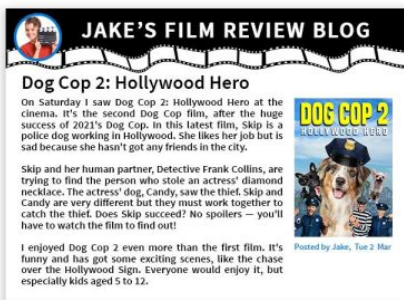 JAKE'S FILM REVIEW BLOG
Dog Cop 2: Hollywood Hero
On Saturday I saw Dog Cop 2: Hollywood Hero at the
cinema. It's the second Dog Cop film, after the huge
success of 2021's Dog Cop. In this latest film, Skip is a
police dog working in Hollywood. She likes her job but is
sad because she hasn't got any friends in the city.
Skip and her human partner, Detective Frank Collins, are
trying to find the person who stole an actress' diamond
necklace. The actress' dog, Candy, saw the thief. Skip and
Candy are very different but they must work together to
catch the thief. Does Skip succeed? No spoilers — you'll
have to watch the film to find out!
I enjoyed Dog Cop 2 even more than the first film. It's
funny and has got some exciting scenes, like the chase
over the Hollywood Sign. Everyone would enjoy it, but
especially kids aged 5 to 12.
DOG COP 2
HOLLYWOOD HERO
Posted by Jake, Tue 2 Mar